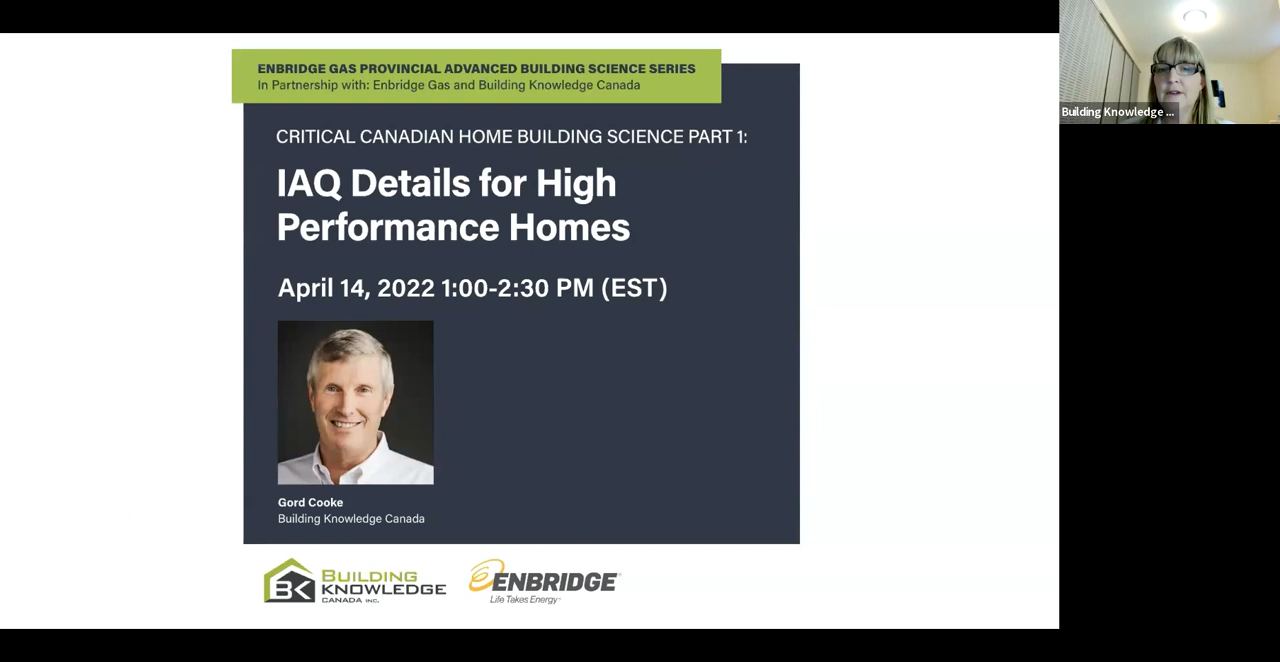 ENBRIDGE GAS PROVINCIAL ADVANCED BUILDING SCIENCE SERIES
In Partnership with: Enbridge Gas and Building Knowledge Canada
CRITICAL CANADIAN HOME BUILDING SCIENCE PART 1:
IAQ Details for High
Performance Homes
April 14, 2022 1:00-2:30 PM (EST)
Gord Cooke
Building Knowledge Canada
BK
BUILDING
KNOWLEDGE
CANADA INC.
ENBRIDGE
Life Takes Energy
Building Knowledge ...